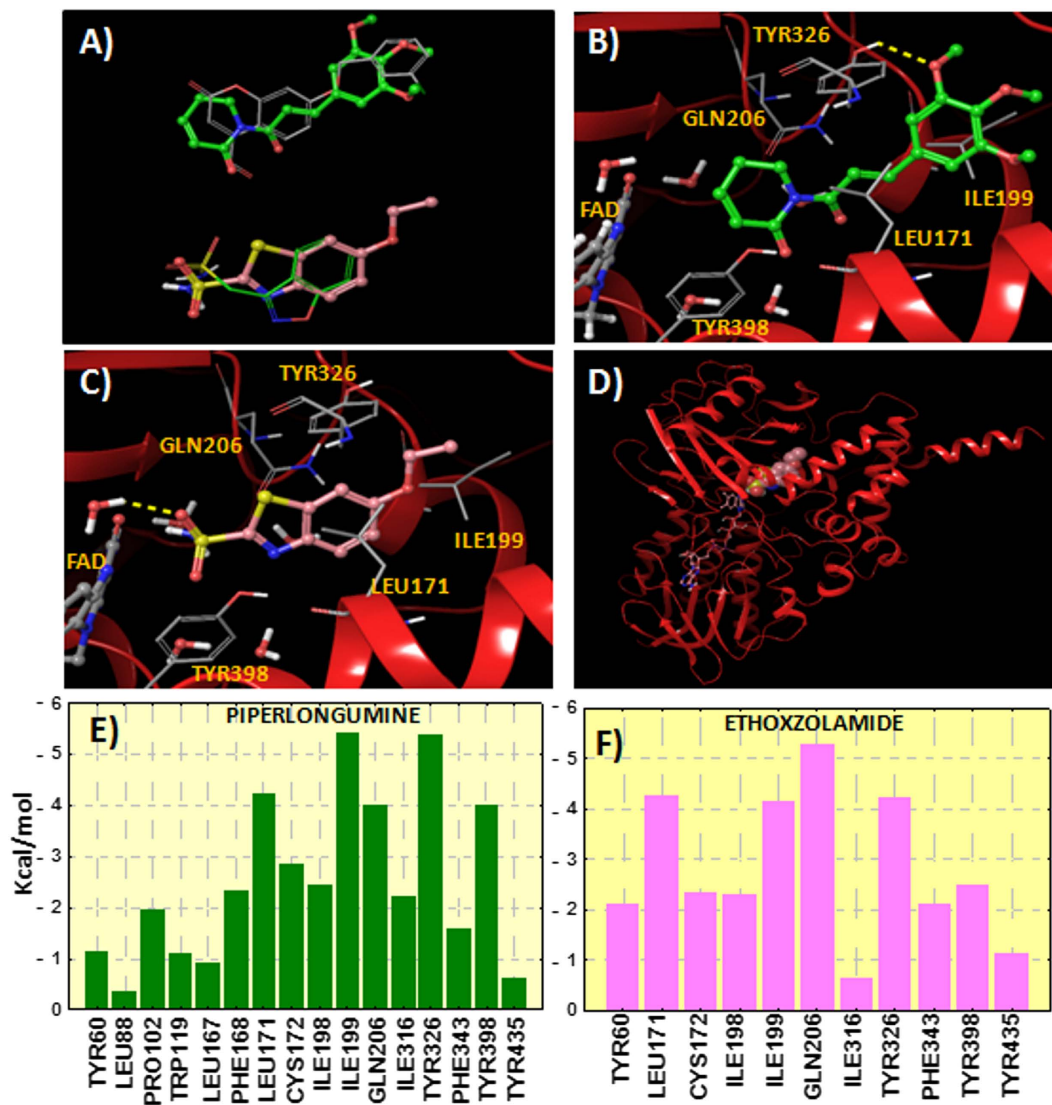 A)
B)
TYR326
GLN206
FAD
ILE199
LEU171
TYR398
C)
TYR326
GLN206
FAD
ILE199
LEU171
TYR398
D)
E)
PIPERLONGUMINE
Kcal/mol
- 6
- 5
- 4
- 3
- 2
- 1
0
TYR60
LEU88
PRO102
TRP119
LEU167
PHE168
LEU171
CYS172
ILE198
ILE199
GLN206
ILE316
TYR326
PHE343
TYR398
TYR435
F)
ETHOXZOLAMIDE
- 6
- 5
- 4
- 3
- 2
- 1
0
TYR60
LEU171
CYS172
ILE198
ILE199
GLN206
ILE316
TYR326
PHE343
TYR398
TYR435